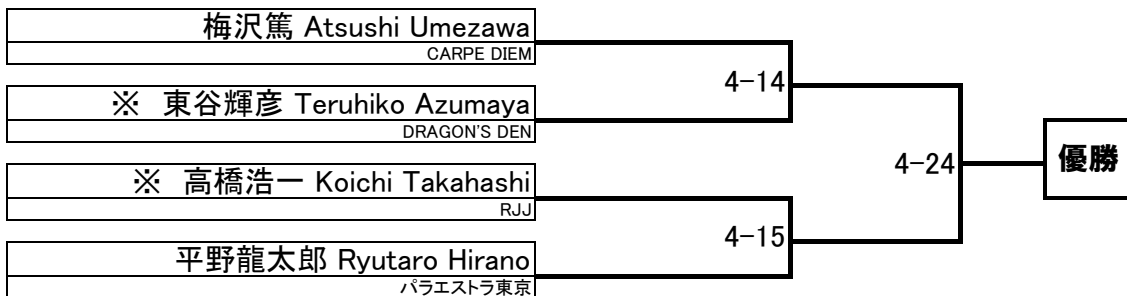 梅沢篤 Atsushi Umezawa
CARPE DIEM
※ 東谷輝彦 Teruhiko Azumaya
DRAGON'S DEN
4-14
※ 高橋浩一 Koichi Takahashi
RJJ
平野龍太郎 Ryutaro Hirano
パラエストラ東京
4-15
4-24
優勝